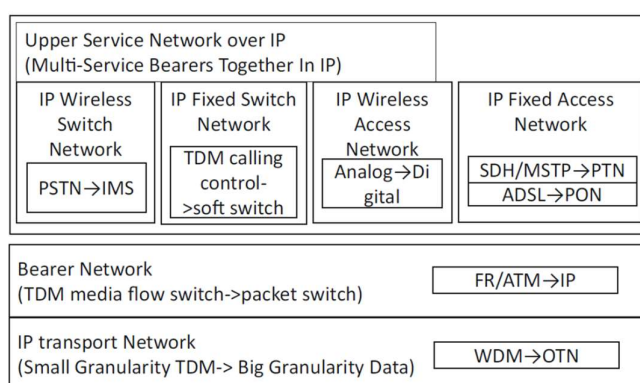 Upper Service Network over IP
(Multi-Service Bearers Together In IP)
IP Wireless
Switch
Network
PSTN→IMS
IP Fixed Switch
Network
TDM calling
control-
>soft switch
IP Wireless
Access
Network
Analog→Di
gital
IP Fixed Access
Network
SDH/MSTP→PTN
ADSL→PON
Bearer Network
(TDM media flow switch->packet switch)
FR/ATM→IP
IP transport Network
(Small Granularity TDM-> Big Granularity Data)
WDM→OTN